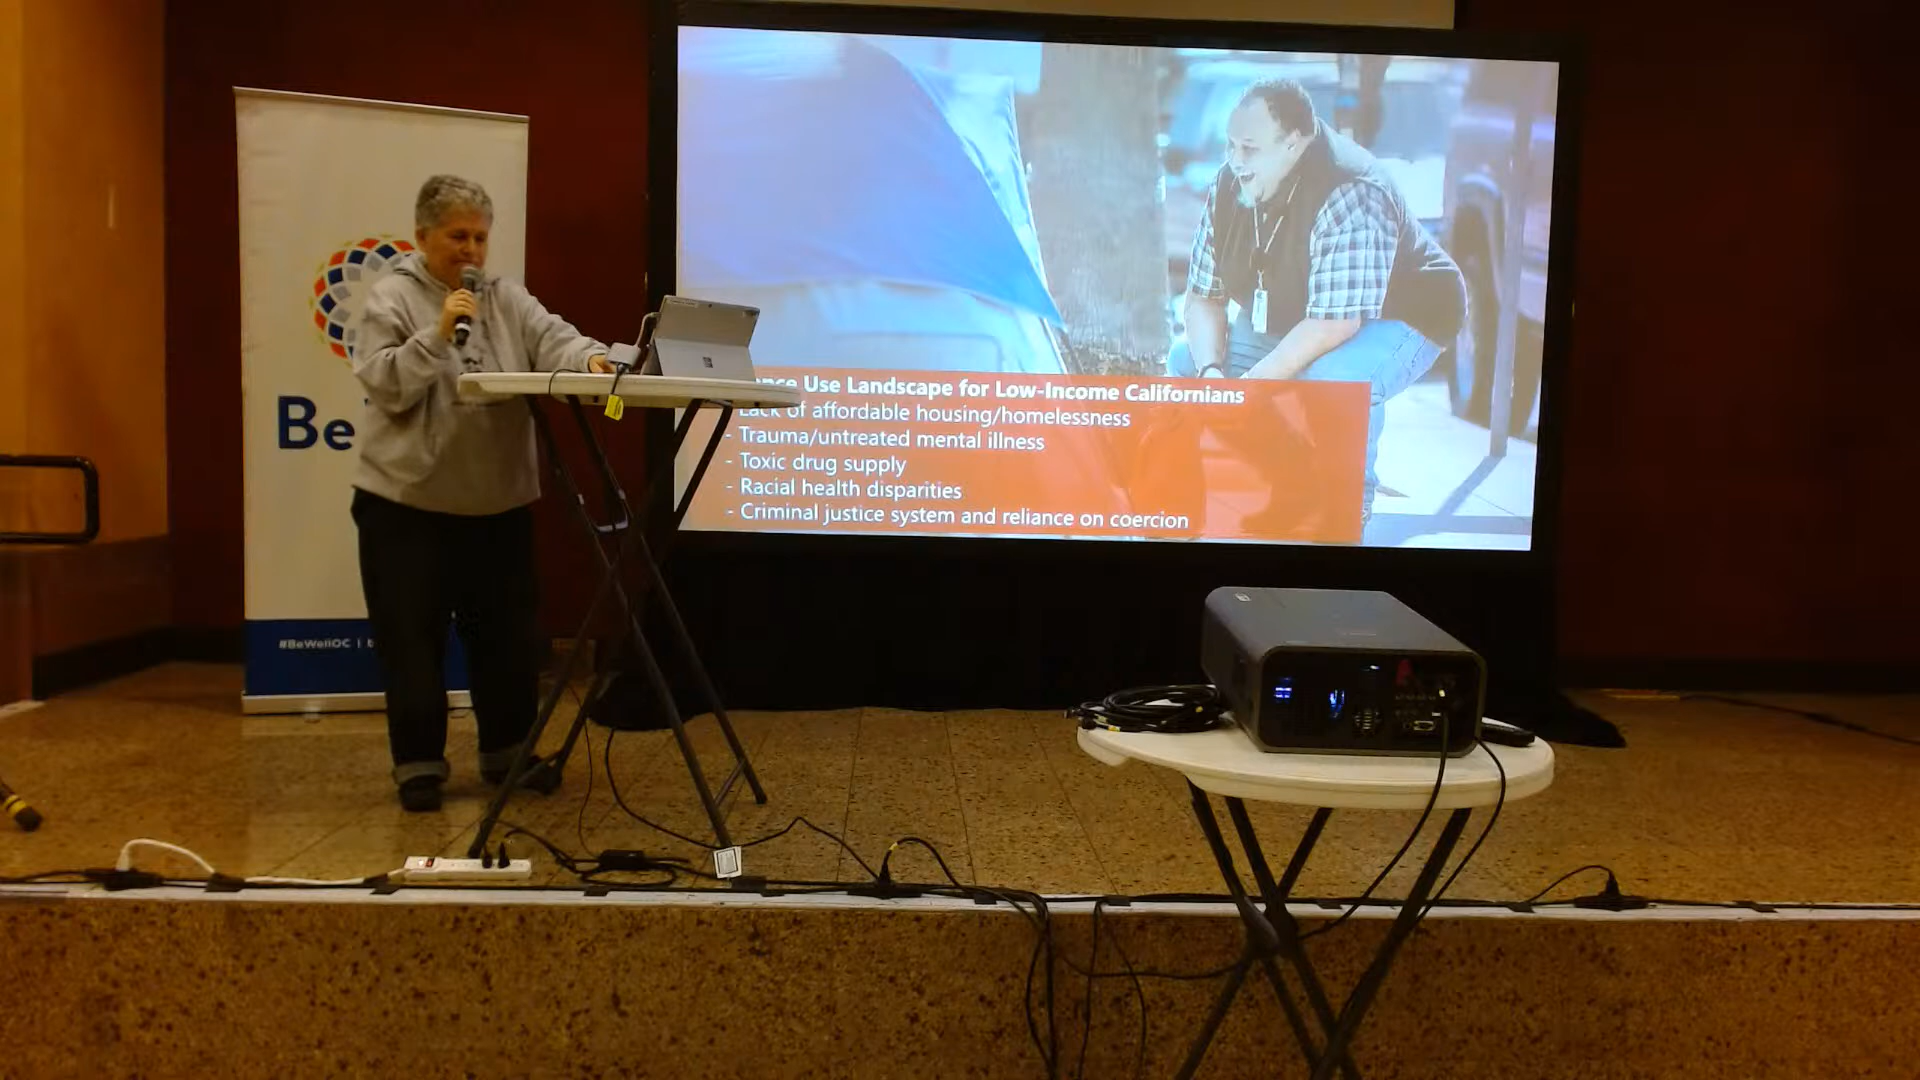 Be
#BeWellOC |
Use Landscape for Low-Income Californians
Lack of affordable housing/homelessness
- Trauma/untreated mental illness
- Toxic drug supply
- Racial health disparities
- Criminal justice system and reliance on coercion